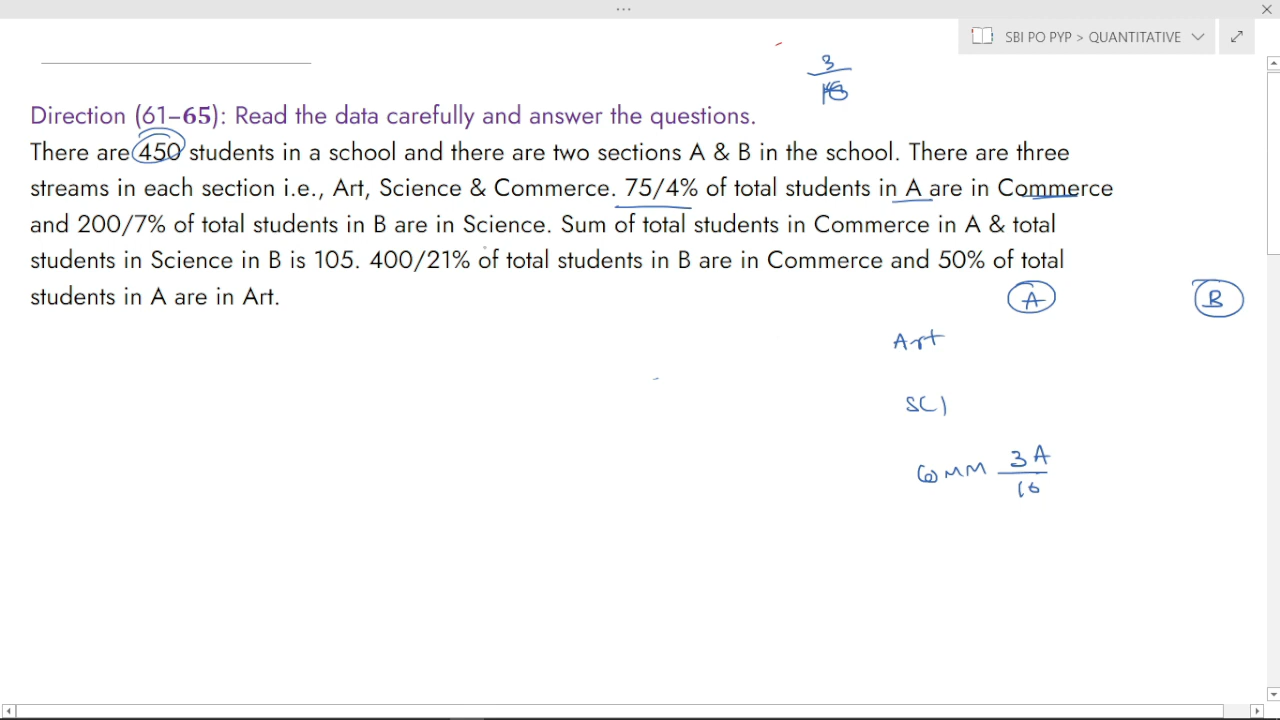 SBI PO PYP > QUANTITATIVE
3
16
Direction (61–65): Read the data carefully and answer the questions.
There are 450 students in a school and there are two sections A & B in the school. There are three
streams in each section i.e., Art, Science & Commerce. 75/4% of total students in A are in Commerce
and 200/7% of total students in B are in Science. Sum of total students in Commerce in A & total
students in Science in B is 105. 400/21% of total students in B are in Commerce and 50% of total
students in A are in Art.
A B
Art
SCI
COMM 3A
16